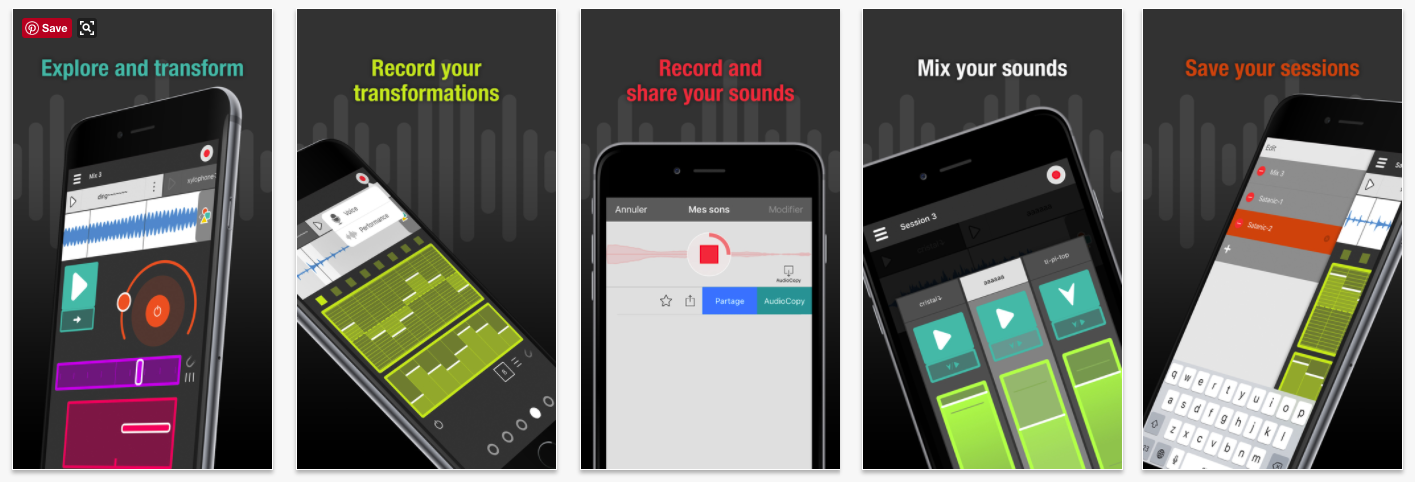 Save
Explore and transform
Mix 3
ding
xylophone-
Record your
transformations
Voice
Performance
Record and
share your sounds
Annuler
Mes sons
Modifier
AudioCopy
Partage
AudioCopy
Mix your sounds
Session 3
cristal
aaaaaa
ti-pi-top
Save your sessions
Edit
Mix 3
Satanic-1
Satanic-2
q w e r t y u i o p
a s d f g h j k l
z x c v b n m
123